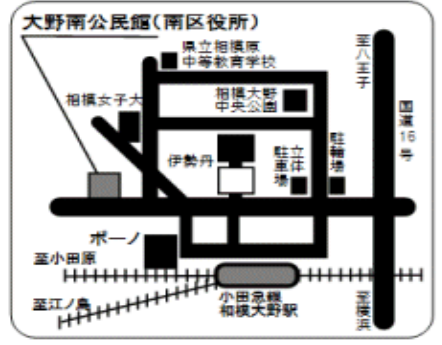 大野南公民館(南区役所)
県立相模原
中等教育学校
至八王子
相模女子大
相模大野
中央公園
国道16号
伊勢丹
立体
駐車場
駐輪場
ボーノ
至小田原
至江ノ島
小田急線
相模大野駅
至横浜